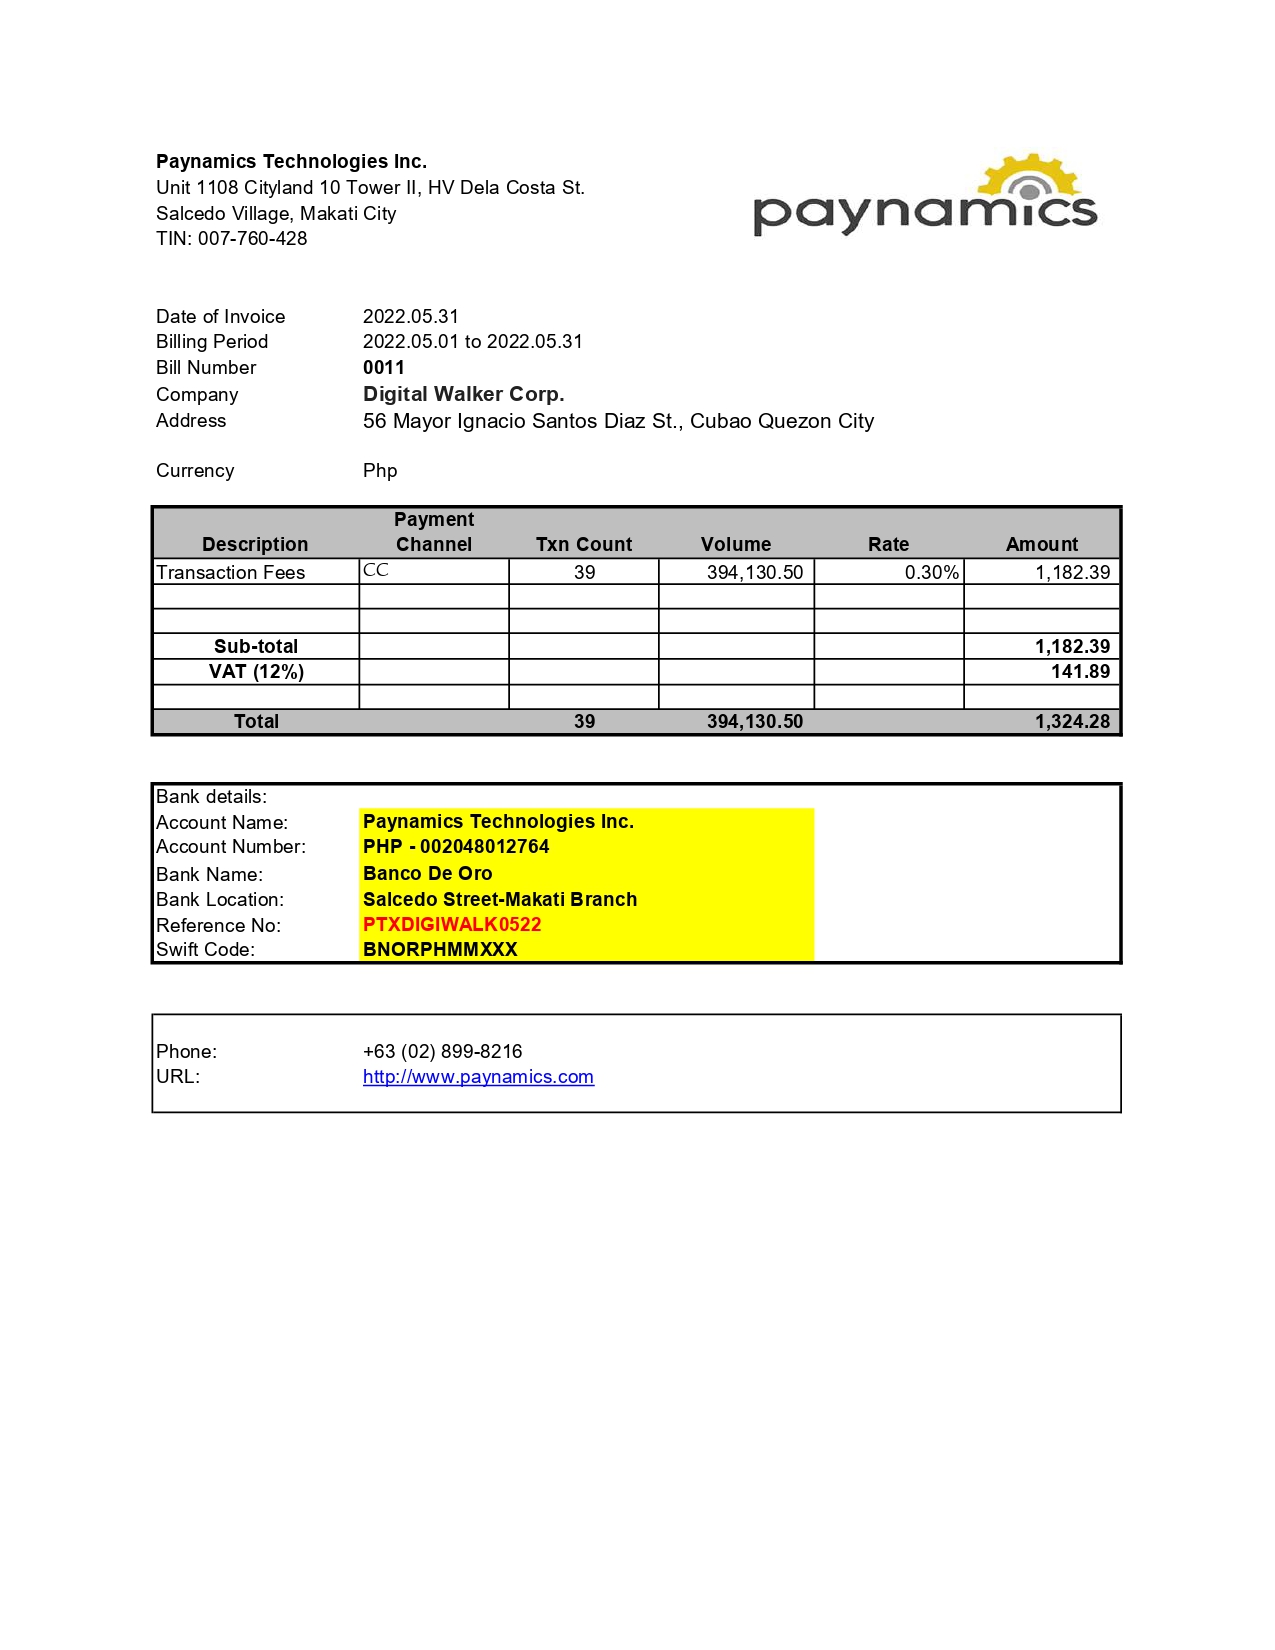 Paynamics Technologies Inc.
Unit 1108 Cityland 10 Tower II, HV Dela Costa St.
Salcedo Village, Makati City
TIN: 007-760-428
paynamics
Date of Invoice 2022.05.31
Billing Period 2022.05.01 to 2022.05.31
Bill Number 0011
Company Digital Walker Corp.
Address 56 Mayor Ignacio Santos Diaz St., Cubao Quezon City
Currency Php
Description Payment Channel Txn Count Volume Rate Amount
Transaction Fees CC 39 394,130.50 0.30% 1,182.39
Sub-total 1,182.39
VAT (12%) 141.89
Total 39 394,130.50 1,324.28
Bank details:
Account Name: Paynamics Technologies Inc.
Account Number: PHP - 002048012764
Bank Name: Banco De Oro
Bank Location: Salcedo Street-Makati Branch
Reference No: PTXDIGIWALK0522
Swift Code: BNORPHMMXXX
Phone: +63 (02) 899-8216
URL: http://www.paynamics.com